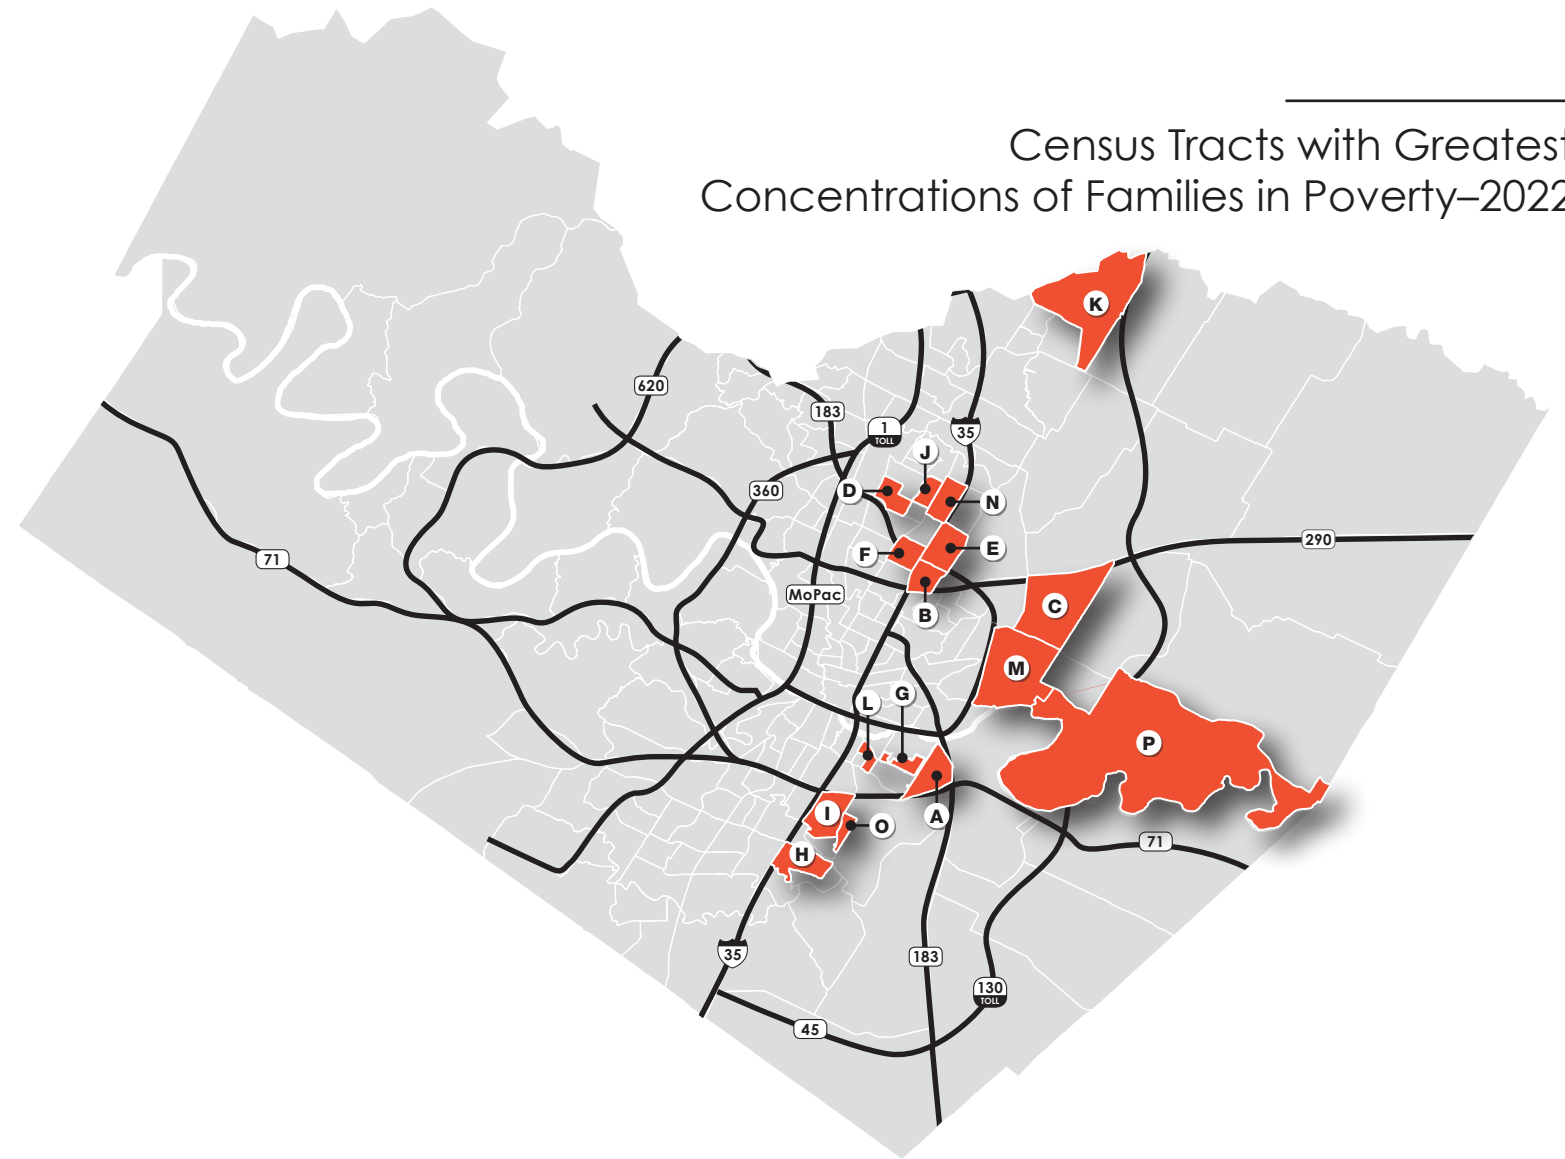 Census Tracts with Greatest
Concentrations of Families in Poverty–2022
K
620
183
1
TOLL
35
J
360
D
N
290
71
F
E
MoPac
C
B
M
L
G
P
I
O
A
71
H
35
183
130
TOLL
45